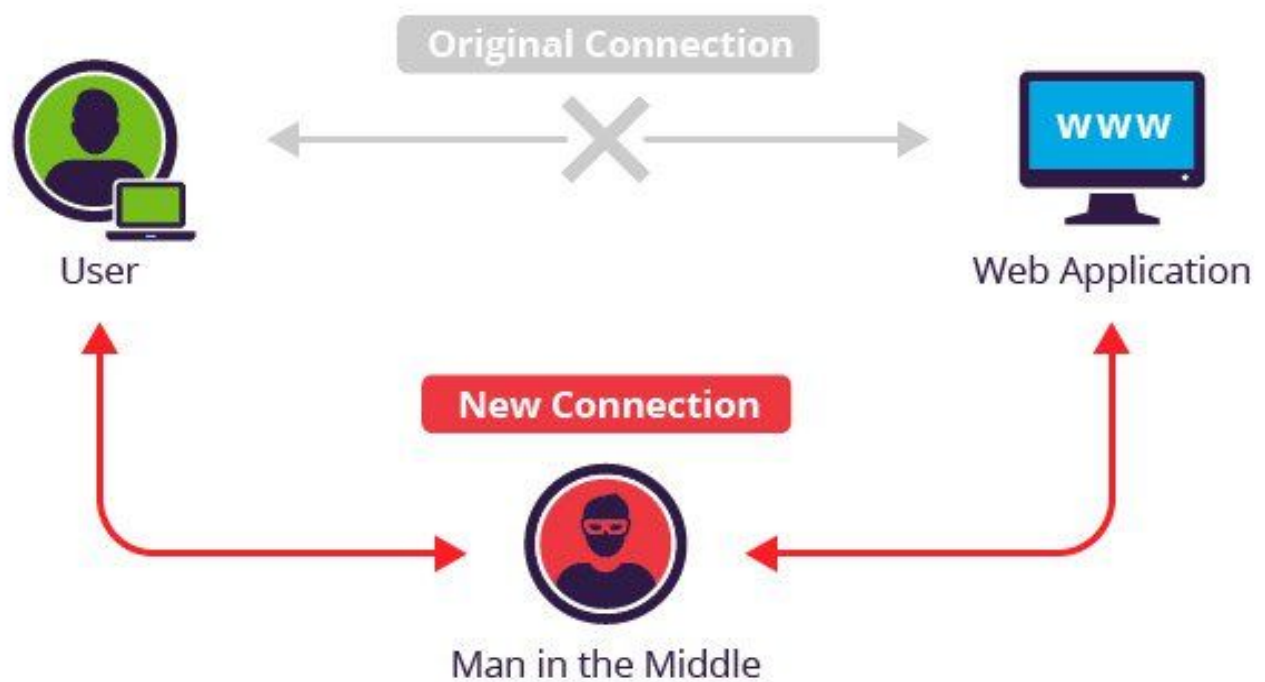 Original Connection
www
User
Web Application
New Connection
Man in the Middle